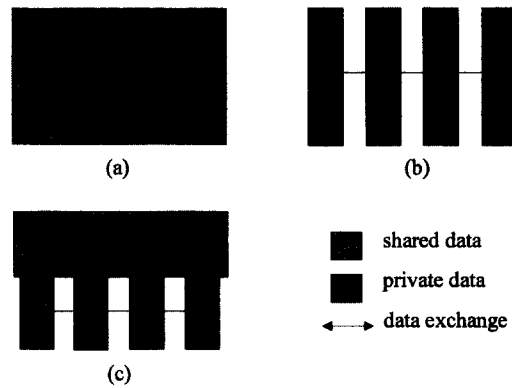 (a)
(b)
shared data
private data
data exchange
(c)